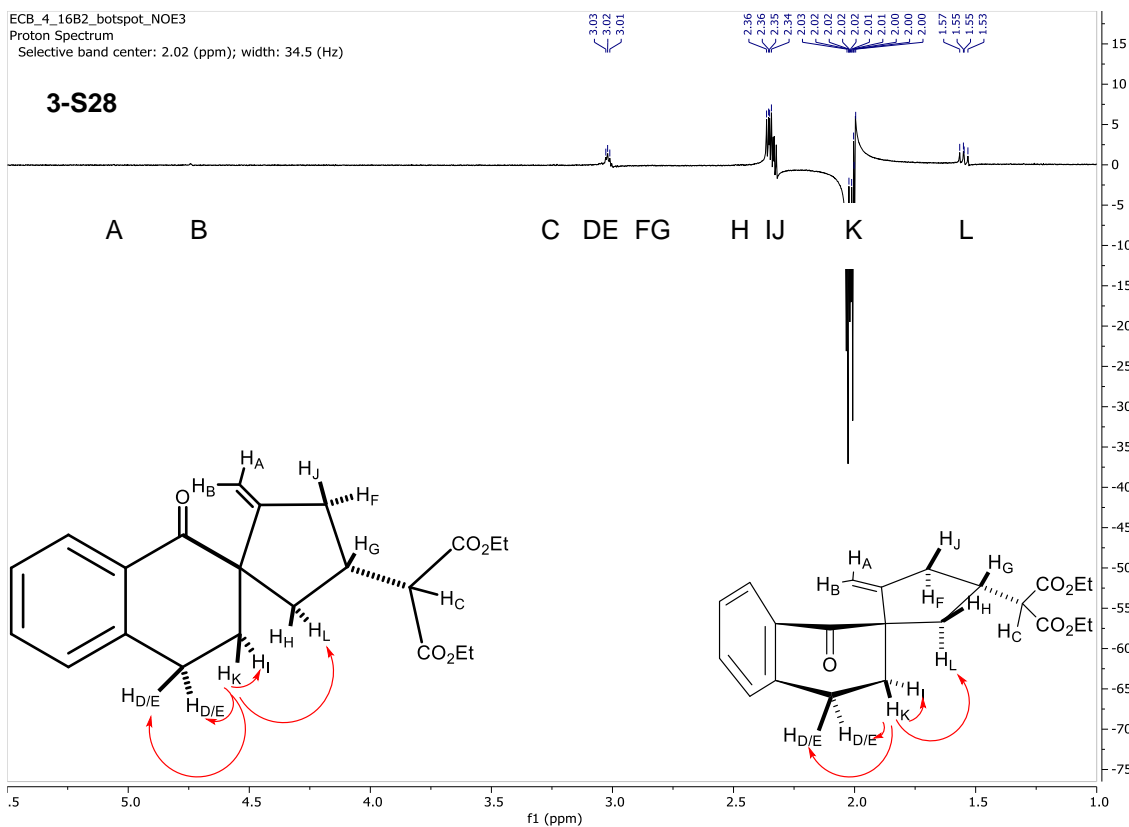 ECB_4_16B2_botspot_NOE3
Proton Spectrum
Selective band center: 2.02 (ppm); width: 34.5 (Hz)
3-S28
3.03
3.02
3.01
2.36
2.36
2.35
2.34
2.03
2.02
2.02
2.02
2.02
2.01
2.01
2.00
2.00
2.00
1.57
1.55
1.55
1.53
A B C DE FG H IJ K L
15
10
5
0
-5
-10
-15
-20
-25
-30
-35
-40
-45
-50
-55
-60
-65
-70
-75
O
HB
HA
HJ
HF
HG
CO2Et
HC
CO2Et
HH
HL
HK
HI
HD/E
HD/E
HA
HB
HJ
HG
HF
HH
CO2Et
CO2Et
HC
O
HL
HI
HK
HD/E
HD/E
.5 5.0 4.5 4.0 3.5 3.0 2.5 2.0 1.5 1.0
f1 (ppm)